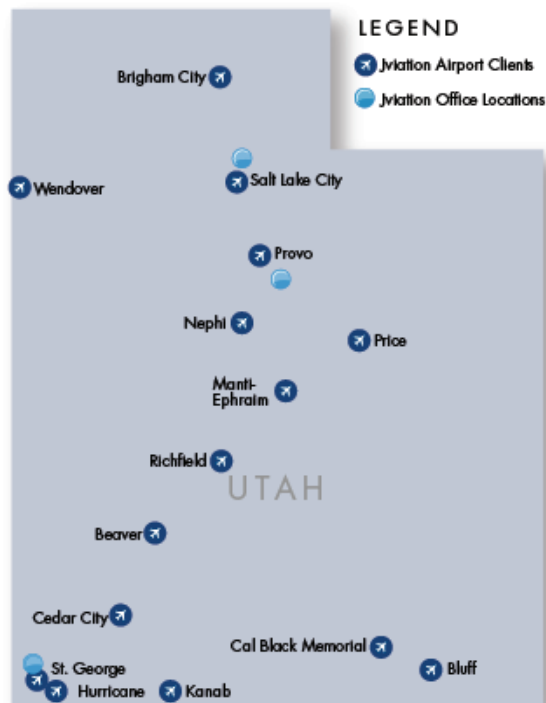 LEGEND
Jviation Airport Clients
Jviation Office Locations
Brigham City
Salt Lake City
Wendover
Provo
Nephi
Price
Manti-
Ephraim
Richfield
UTAH
Beaver
Cedar City
Cal Black Memorial
St. George
Bluff
Hurricane
Kanab